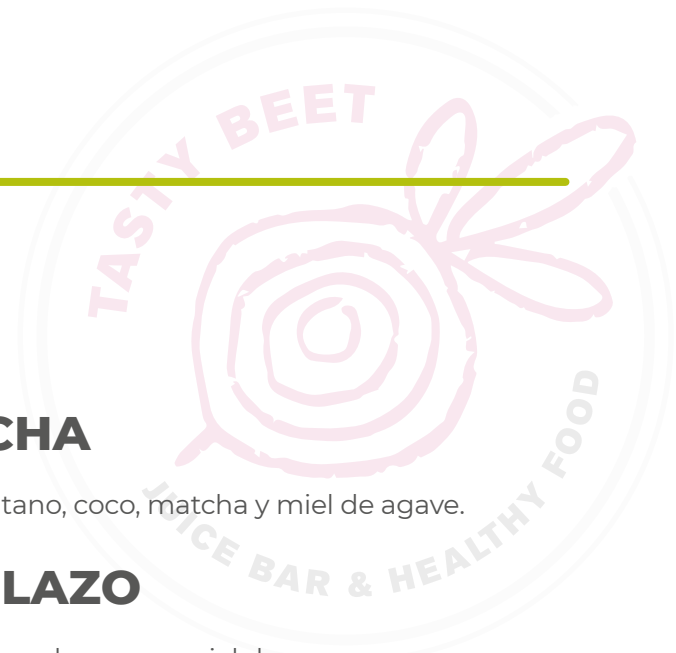 TASTY BEET
CHA
tano, coco, matcha y miel de agave.
JUICE BAR & HEALTHY FOOD
LAZO